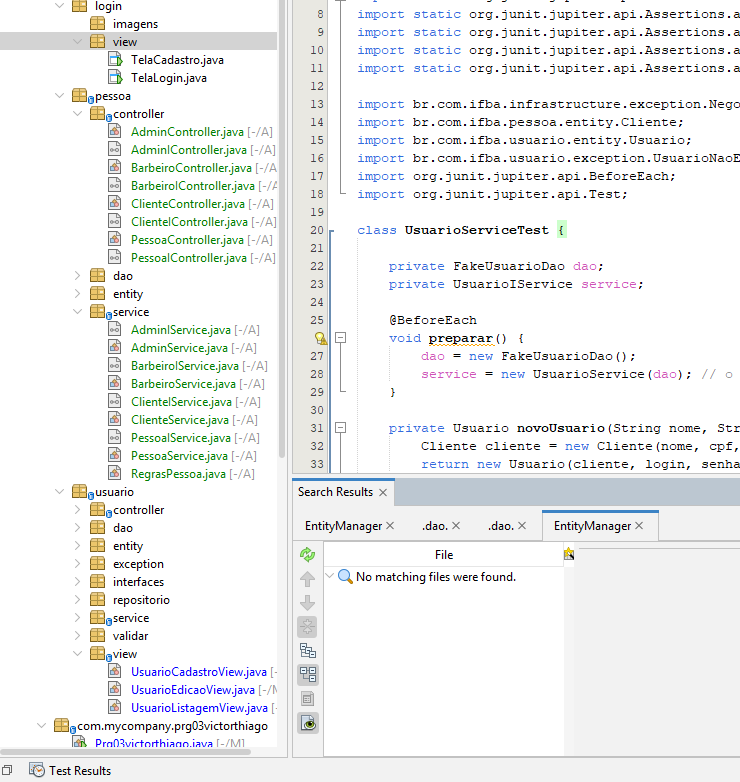 login
imagens
view
TelaCadastro.java
TelaLogin.java
pessoa
controller
AdminController.java [-/A]
AdminIController.java [-/A]
BarbeiroController.java [-/A]
BarbeiroIController.java [-/A
ClienteController.java [-/A]
ClienteIController.java [-/A]
PessoaController.java [-/A]
PessoaIController.java [-/A]
dao
entity
service
AdminIService.java [-/A]
AdminService.java [-/A]
BarbeiroIService.java [-/A]
BarbeiroService.java [-/A]
ClienteIService.java [-/A]
ClienteService.java [-/A]
PessoaIService.java [-/A]
PessoaService.java [-/A]
RegrasPessoa.java [-/A]
usuario
controller
dao
entity
exception
interfaces
repositorio
service
validar
view
UsuarioCadastroView.java [-
UsuarioEdicaoView.java [-/M
UsuarioListagemView.java [-/
com.mycompany.prg03victorthiago
Prg03victorthiago.java [-/M]
8 import static org.junit.jupiter.api.Assertions.a
9 import static org.junit.jupiter.api.Assertions.a
10 import static org.junit.jupiter.api.Assertions.a
11 import static org.junit.jupiter.api.Assertions.a
12
13 import br.com.ifba.infrastructure.exception.Nego
14 import br.com.ifba.pessoa.entity.Cliente;
15 import br.com.ifba.usuario.entity.Usuario;
16 import br.com.ifba.usuario.exception.UsuarioNaoE
17 import org.junit.jupiter.api.BeforeEach;
18 import org.junit.jupiter.api.Test;
19
20 class UsuarioServiceTest {
21
22 private FakeUsuarioDao dao;
23 private UsuarioIService service;
24
25 @BeforeEach
void preparar() {
27 dao = new FakeUsuarioDao();
28 service = new UsuarioService(dao); // o
29 }
30
31 private Usuario novoUsuario(String nome, Str
32 Cliente cliente = new Cliente(nome, cpf,
33 return new Usuario(cliente, login, senha
Search Results
EntityManager .dao. .dao. EntityManager
File
No matching files were found.
Test Results